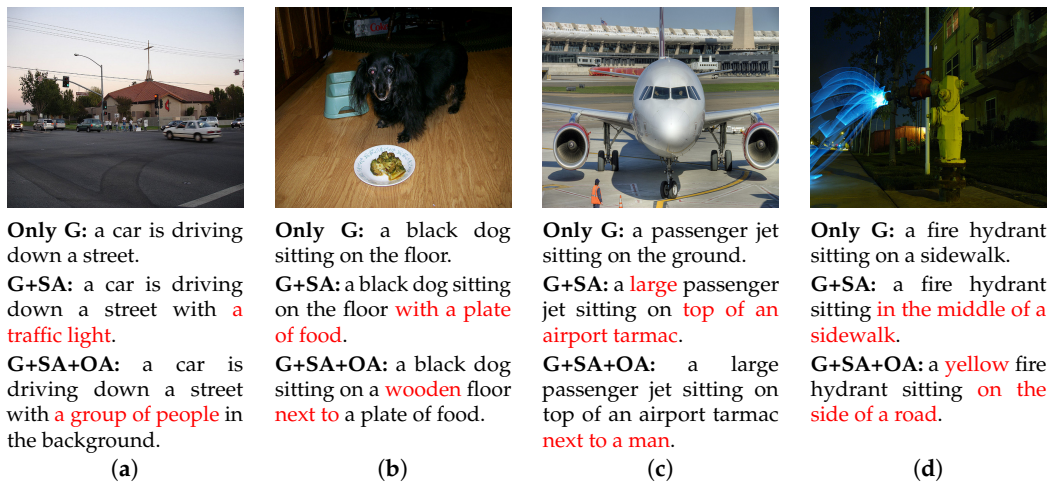 Only G: a car is driving
down a street.
G+SA: a car is driving
down a street with a
traffic light.
G+SA+OA: a car is
driving down a street
with a group of people in
the background.
(a)
Only G: a black dog
sitting on the floor.
G+SA: a black dog sitting
on the floor with a plate
of food.
G+SA+OA: a black dog
sitting on a wooden floor
next to a plate of food.
(b)
Only G: a passenger jet
sitting on the ground.
G+SA: a large passenger
jet sitting on top of an
airport tarmac.
G+SA+OA: a large
passenger jet sitting on
top of an airport tarmac
next to a man.
(c)
Only G: a fire hydrant
sitting on a sidewalk.
G+SA: a fire hydrant
sitting in the middle of a
sidewalk.
G+SA+OA: a yellow fire
hydrant sitting on the
side of a road.
(d)